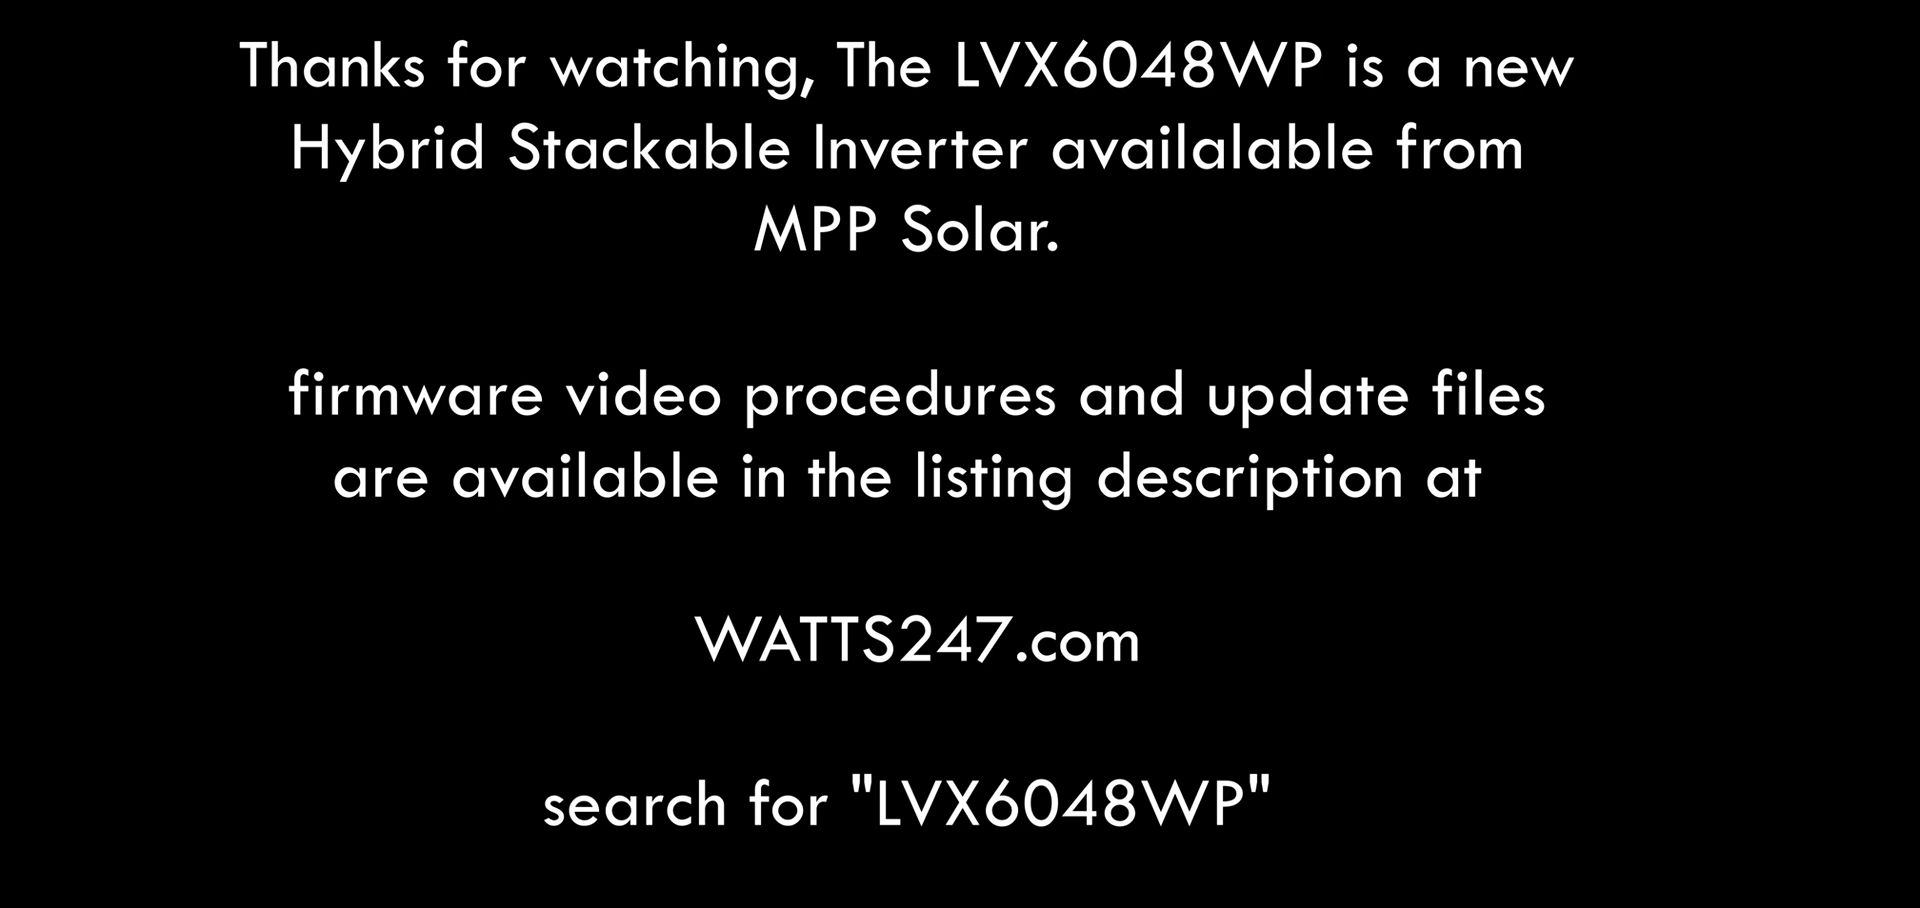 Thanks for watching, The LVX6048WP is a new
Hybrid Stackable Inverter availalable from
MPP Solar.
firmware video procedures and update files
are available in the listing description at
WATTS247.com
search for "LVX6048WP"